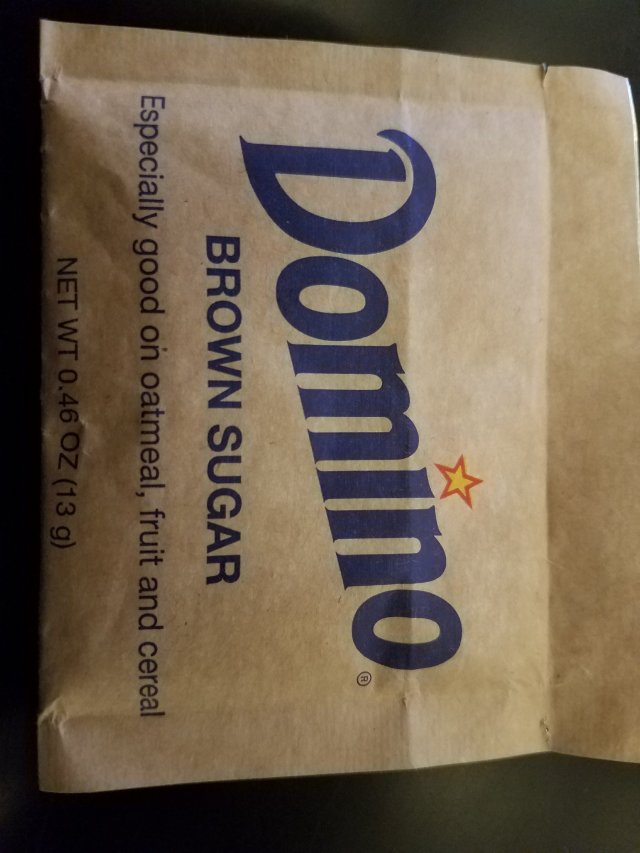 Domino®
BROWN SUGAR
Especially good on oatmeal, fruit and cereal
NET WT 0.46 OZ (13 g)